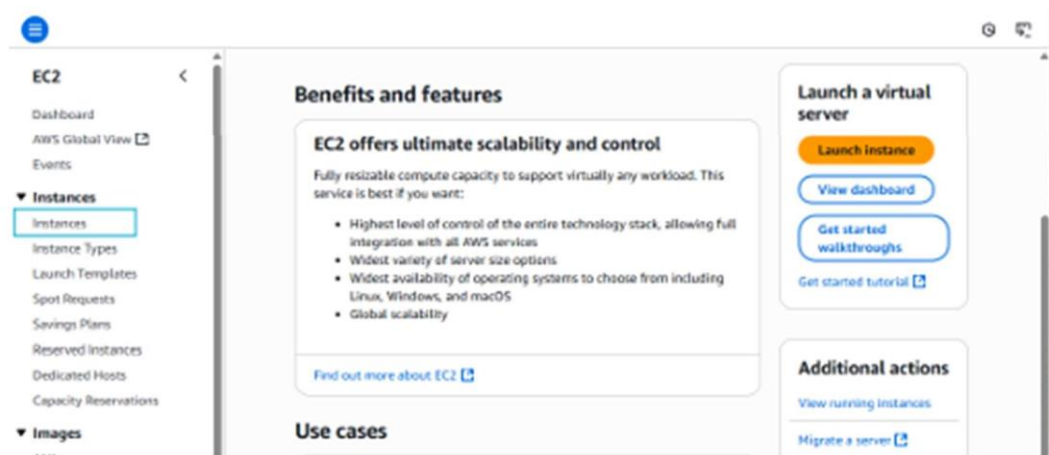 EC2
Dashboard
AWS Global View
Events
Instances
Instances
Instance Types
Launch Templates
Spot Requests
Savings Plans
Reserved Instances
Dedicated Hosts
Capacity Reservations
Images
Benefits and features
EC2 offers ultimate scalability and control
Fully resizable compute capacity to support virtually any workload. This
service is best if you want:
• Highest level of control of the entire technology stack, allowing full
integration with all AWS services
• Widest variety of server size options
• Widest availability of operating systems to choose from including
Linux, Windows, and macOS
• Global scalability
Find out more about EC2
Use cases
Launch a virtual
server
Launch instance
View dashboard
Get started
walkthroughs
Get started tutorial
Additional actions
View running instances
Migrate a server